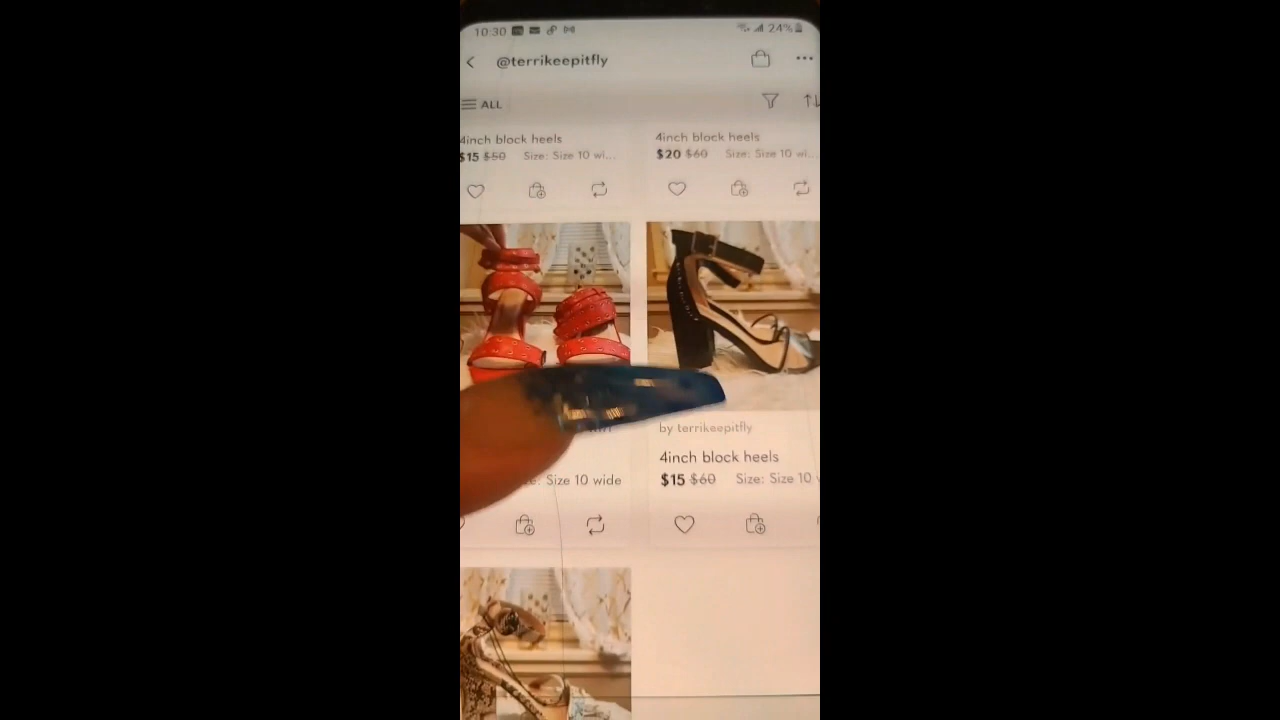 10:30 24%
@terrikeepitfly
ALL
4inch block heels 4inch block heels
$15 $50 Size: Size 10 wi... $20 $60 Size: Size 10 wi...
by terrikeepitfly
4inch block heels
Size 10 wide $15 $60 Size: Size 10